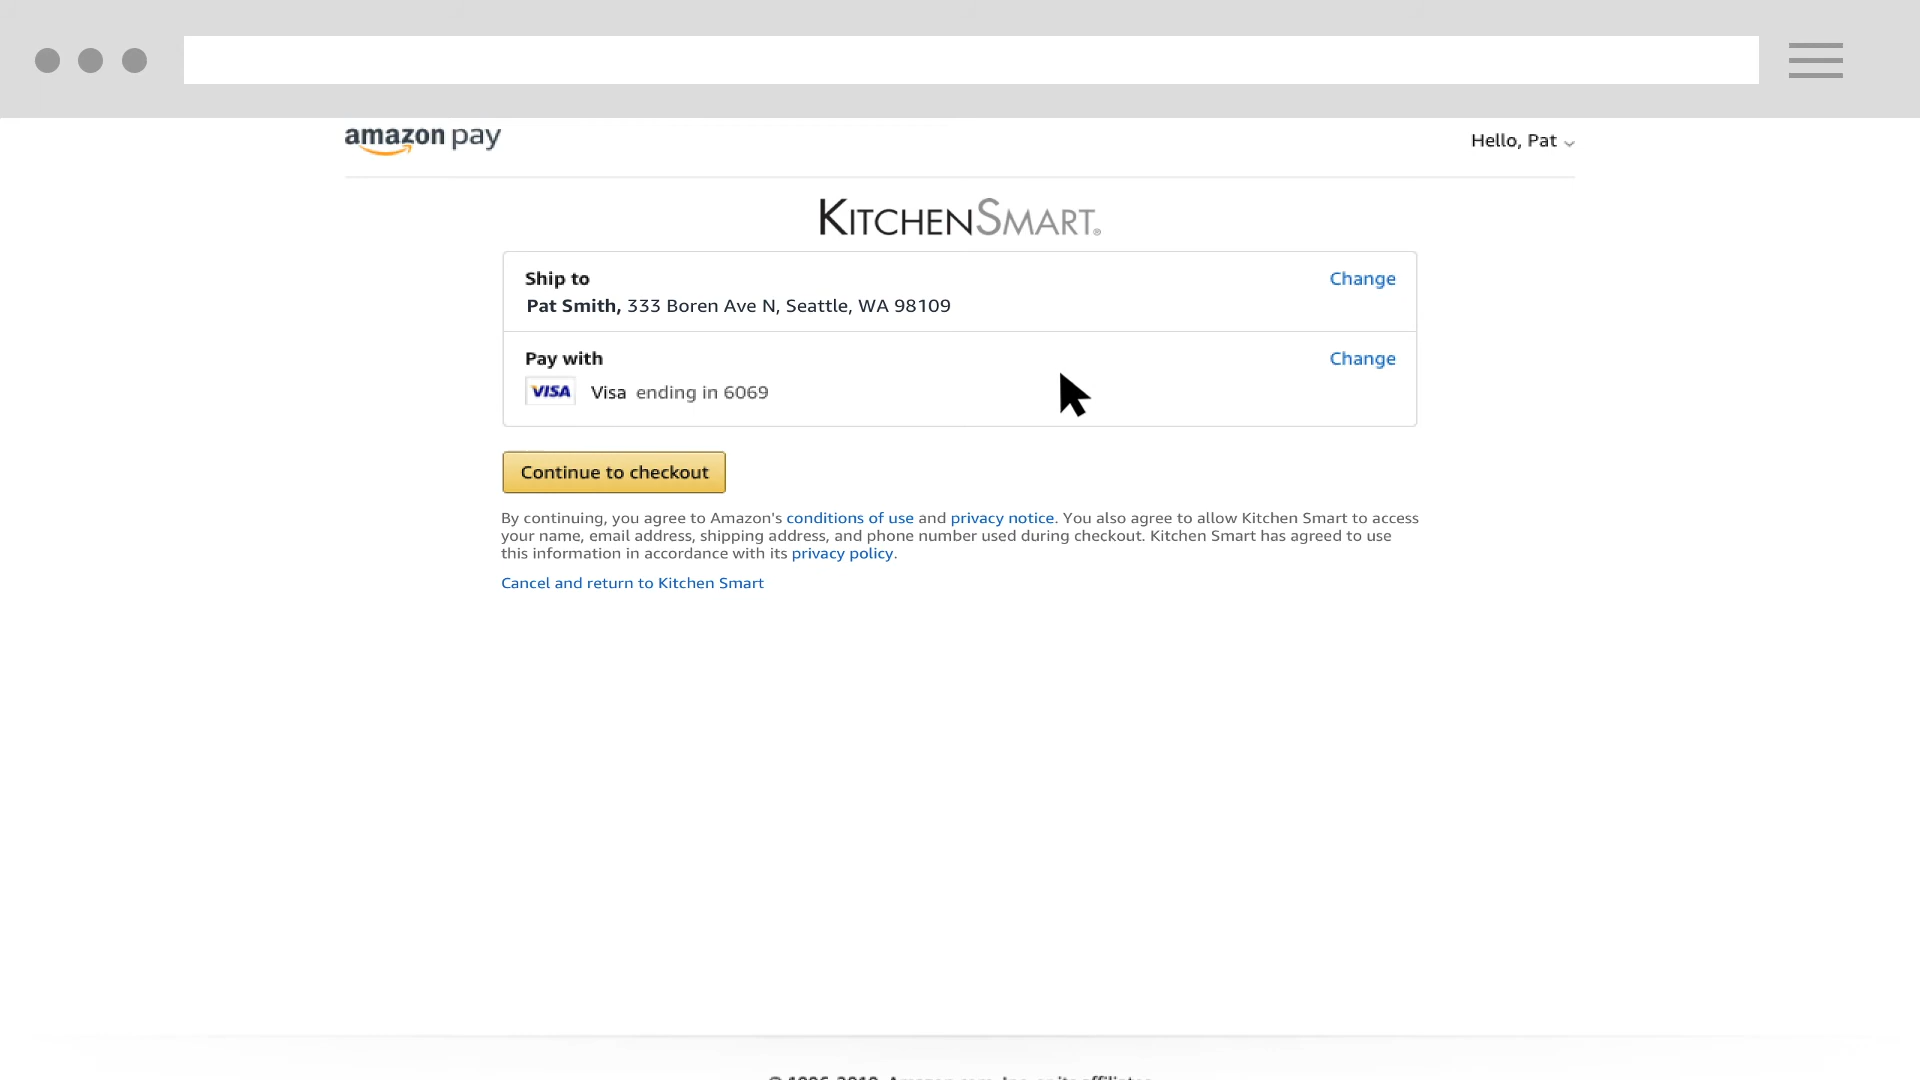 amazon pay
Hello, Pat
KITCHENSMART®
Ship to
Change
Pat Smith, 333 Boren Ave N, Seattle, WA 98109
Pay with
Change
VISA Visa ending in 6069
Continue to checkout
By continuing, you agree to Amazon's conditions of use and privacy notice. You also agree to allow Kitchen Smart to access
your name, email address, shipping address, and phone number used during checkout. Kitchen Smart has agreed to use
this information in accordance with its privacy policy.
Cancel and return to Kitchen Smart